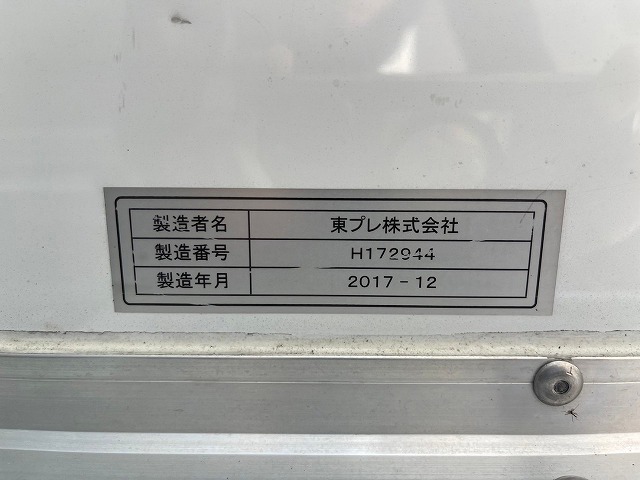 製造者名 東プレ株式会社
製造番号 H172944
製造年月 2017-12